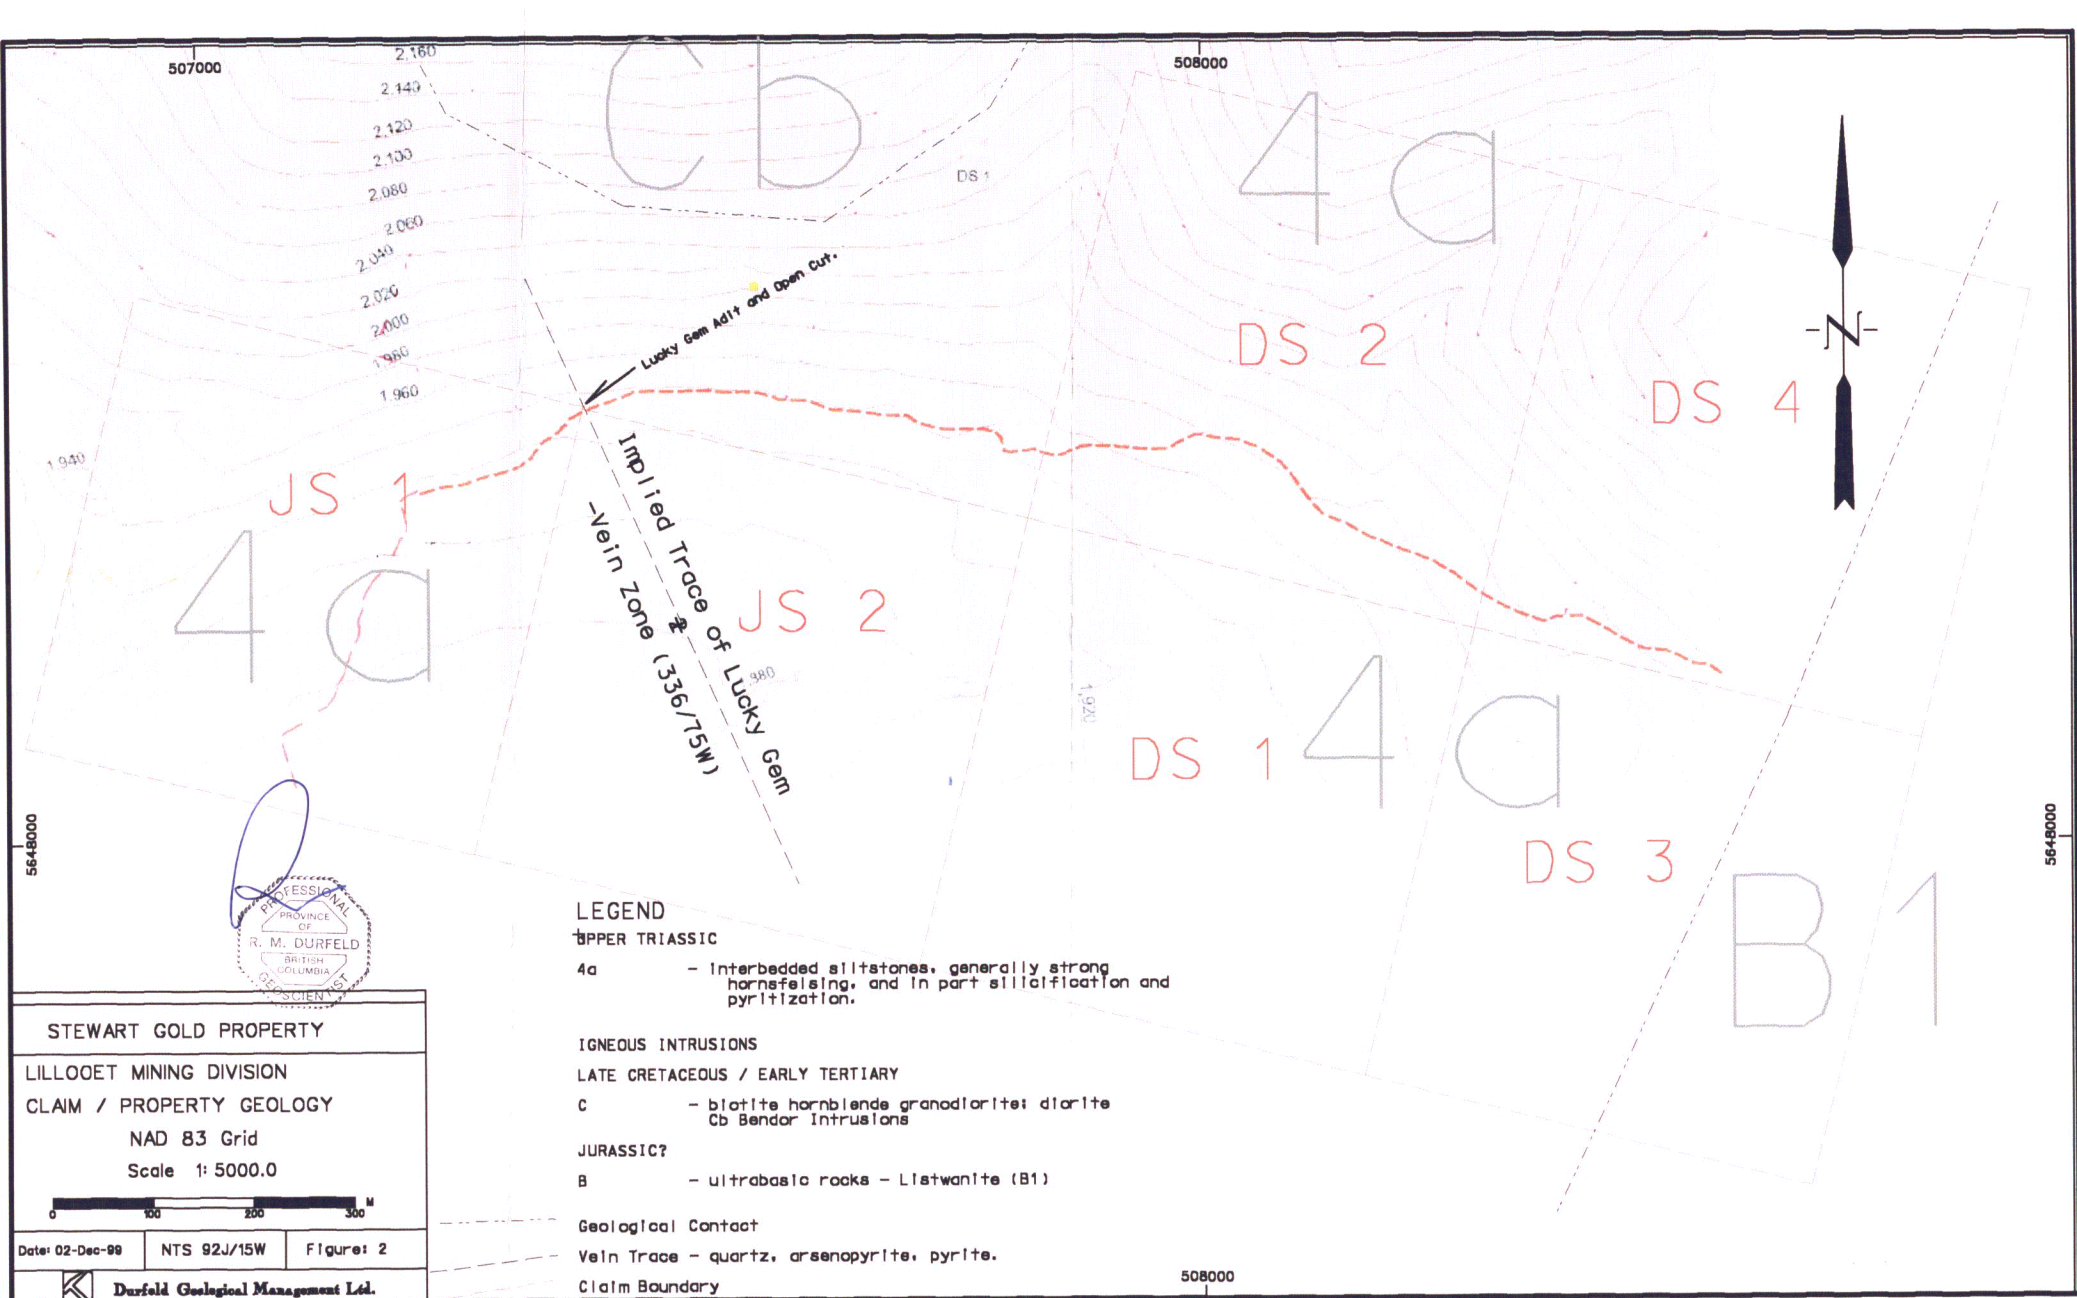 507000
508000
2,160
2.140
2.120
2.100
2.080
2.060
2.040
2.020
2.000
1.980
1.960
1.940
Cb
DS 1
4a
Lucky Gem Adit and Open Cut.
DS 2
DS 4
N
JS 1
4a
Implied Trace of Lucky Gem
-Vein Zone (336/75W)
JS 2
980
1,920
DS 1
4a
DS 3
B1
5648000
5648000
PROFESSIONAL
PROVINCE
OF
R. M. DURFELD
BRITISH
COLUMBIA
GEOSCIENTIST
STEWART GOLD PROPERTY
LILLOOET MINING DIVISION
CLAIM / PROPERTY GEOLOGY
NAD 83 Grid
Scale 1: 5000.0
0 100 200 300 M
Date: 02-Dec-99 NTS 92J/15W Figure: 2
Durfeld Geological Management Ltd.
LEGEND
UPPER TRIASSIC
4a - Interbedded siltstones, generally strong
hornsfelsing, and in part silicification and
pyritization.
IGNEOUS INTRUSIONS
LATE CRETACEOUS / EARLY TERTIARY
C - biotite hornblende granodiorite; diorite
Cb Bendor Intrusions
JURASSIC?
B - ultrabasic rocks - Listwanite (B1)
Geological Contact
Vein Trace - quartz, arsenopyrite, pyrite.
Claim Boundary
508000